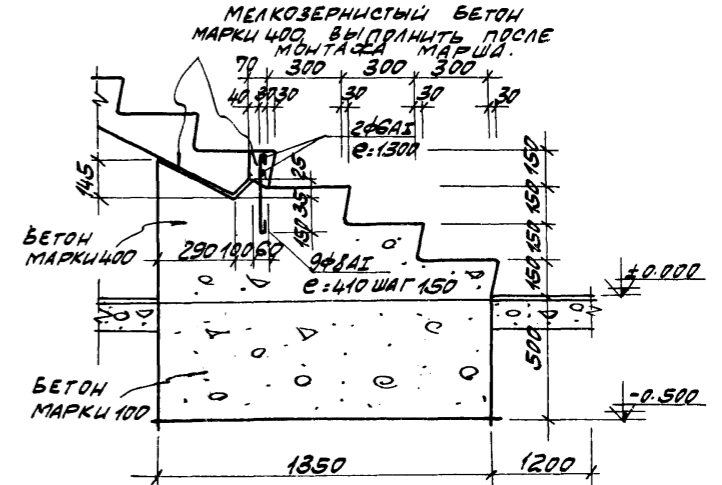 МЕЛКОЗЕРНИСТЫЙ БЕТОН
МАРКИ 400 ВЫПОЛНИТЬ ПОСЛЕ
МОНТАЖА МАРША.
70 300 300 300
40 30 30 30 30 30
2ф6АI
е:1300
145
25
35
150
150
150
150
150
БЕТОН
МАРКИ 400
290 100 60
9ф8АI
е:410 ШАГ 150
±0.000
500
БЕТОН
МАРКИ 100
-0.500
1350 1200